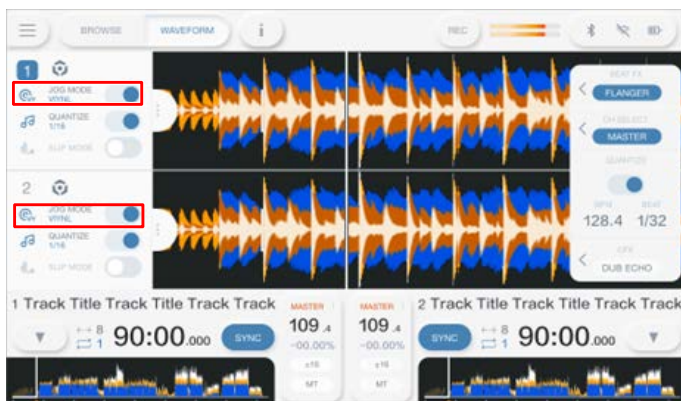 BROWSE
WAVEFORM
i
REC
1
JOG MODE
VIYNL
QUANTIZE
1/16
SLIP MODE
2
JOG MODE
VIYNL
QUANTIZE
1/16
SLIP MODE
BEAT FX
FLANGER
CH SELECT
MASTER
QUANTIZE
BPM BEAT
128.4 1/32
CFX
DUB ECHO
1 Track Title Track Title Track Track
8
1
90:00.000
SYNC
MASTER
109.4
-00.00%
±16
MT
MASTER
109.4
-00.00%
±16
MT
2 Track Title Track Title Track Track
SYNC
8
1
90:00.000